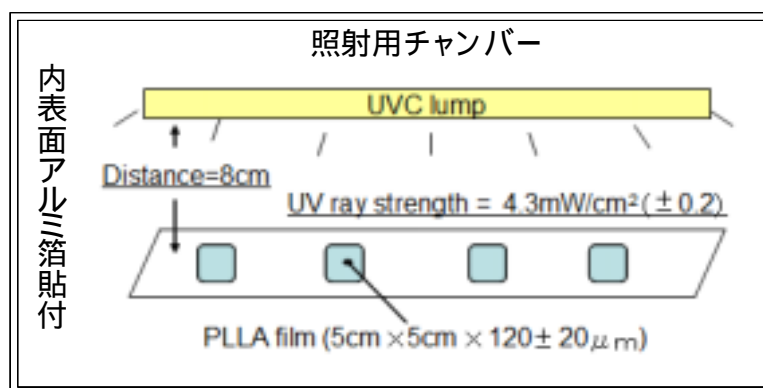 照射用チャンバー
内表面アルミ箔貼付
UVC lump
Distance=8cm
UV ray strength = 4.3mW/cm²(±0.2)
PLLA film (5cm×5cm×120±20μm)